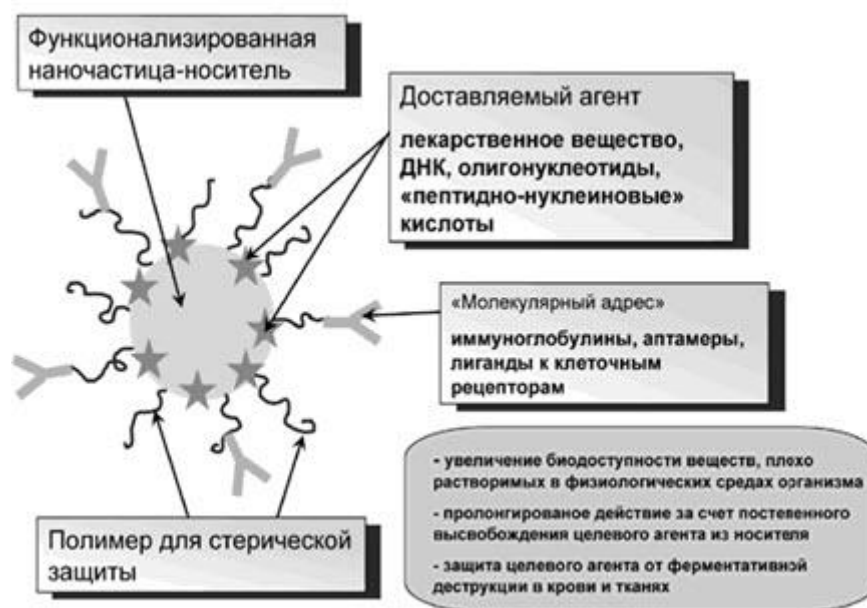 Функционализированная
наночастица-носитель
Доставляемый агент
лекарственное вещество,
ДНК, олигонуклеотиды,
«пептидно-нуклеиновые»
кислоты
«Молекулярный адрес»
иммуноглобулины, аптамеры,
лиганды к клеточным
рецепторам
- увеличение биодоступности веществ, плохо
растворимых в физиологических средах организма
- пролонгированое действие за счет постевенного
высвобождения целевого агента из носителя
- защита целевого агента от ферментативной
деструкции в крови и тканях
Полимер для стерической
защиты